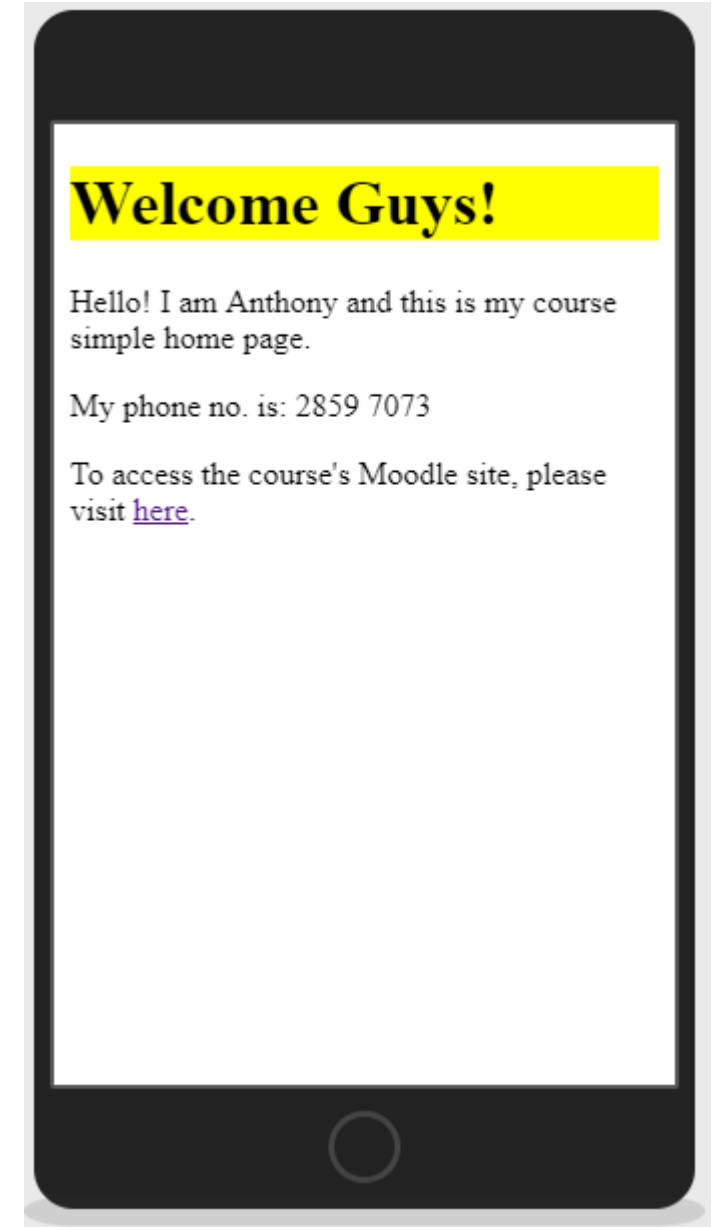 Welcome Guys!
Hello! I am Anthony and this is my course
simple home page.
My phone no. is: 2859 7073
To access the course's Moodle site, please
visit here.